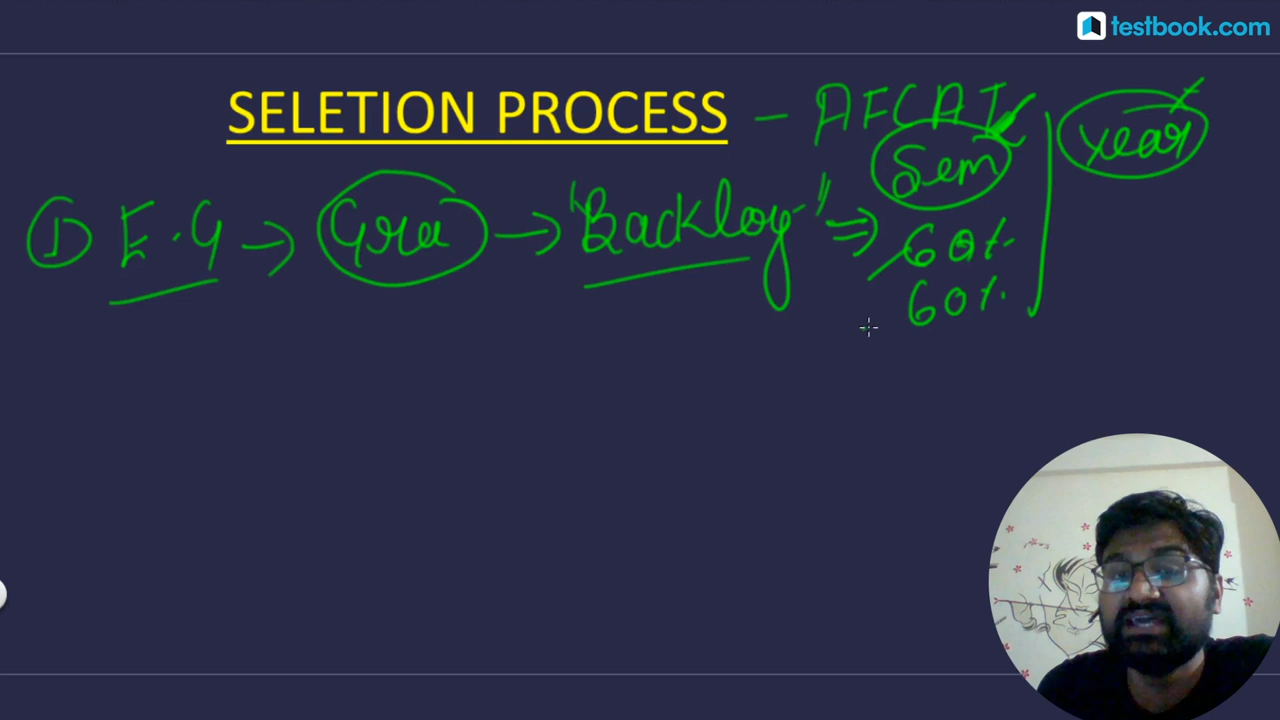 testbook.com
SELETION PROCESS - AFCAT
Sem
year
① E.G → Gra → "Backlog" ⇒ 60%
60%